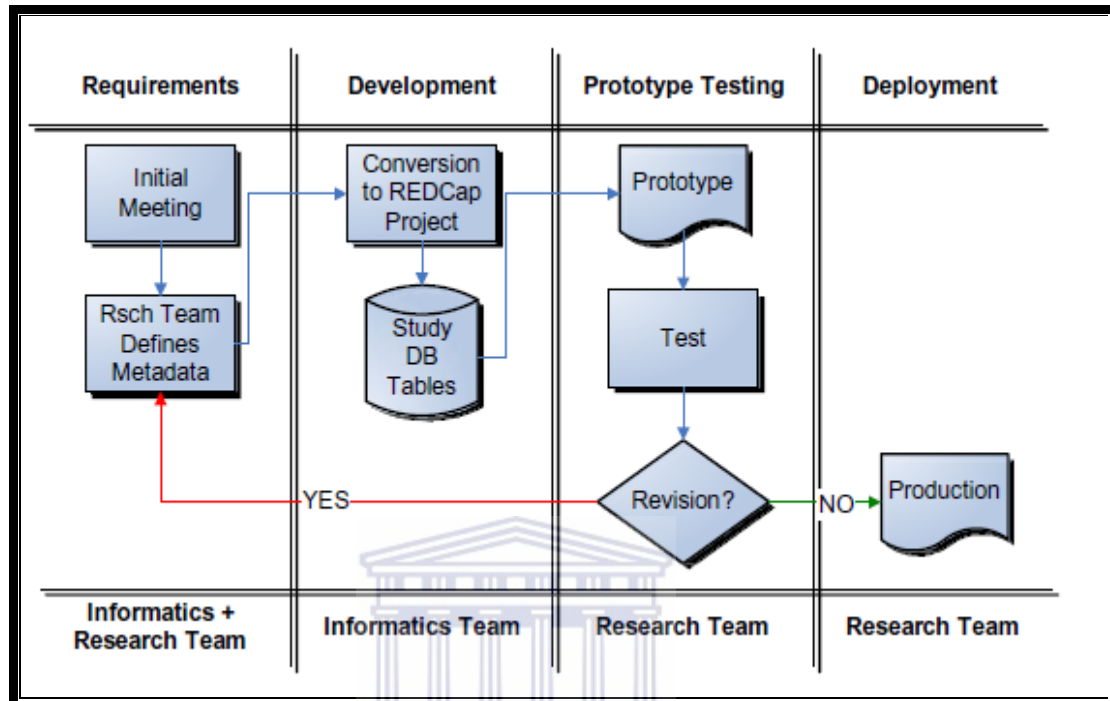 Requirements
Development
Prototype Testing
Deployment
Initial
Meeting
Rsch Team
Defines
Metadata
Conversion
to REDCap
Project
Study
DB
Tables
Prototype
Test
Revision?
YES
NO
Production
Informatics +
Research Team
Informatics Team
Research Team
Research Team